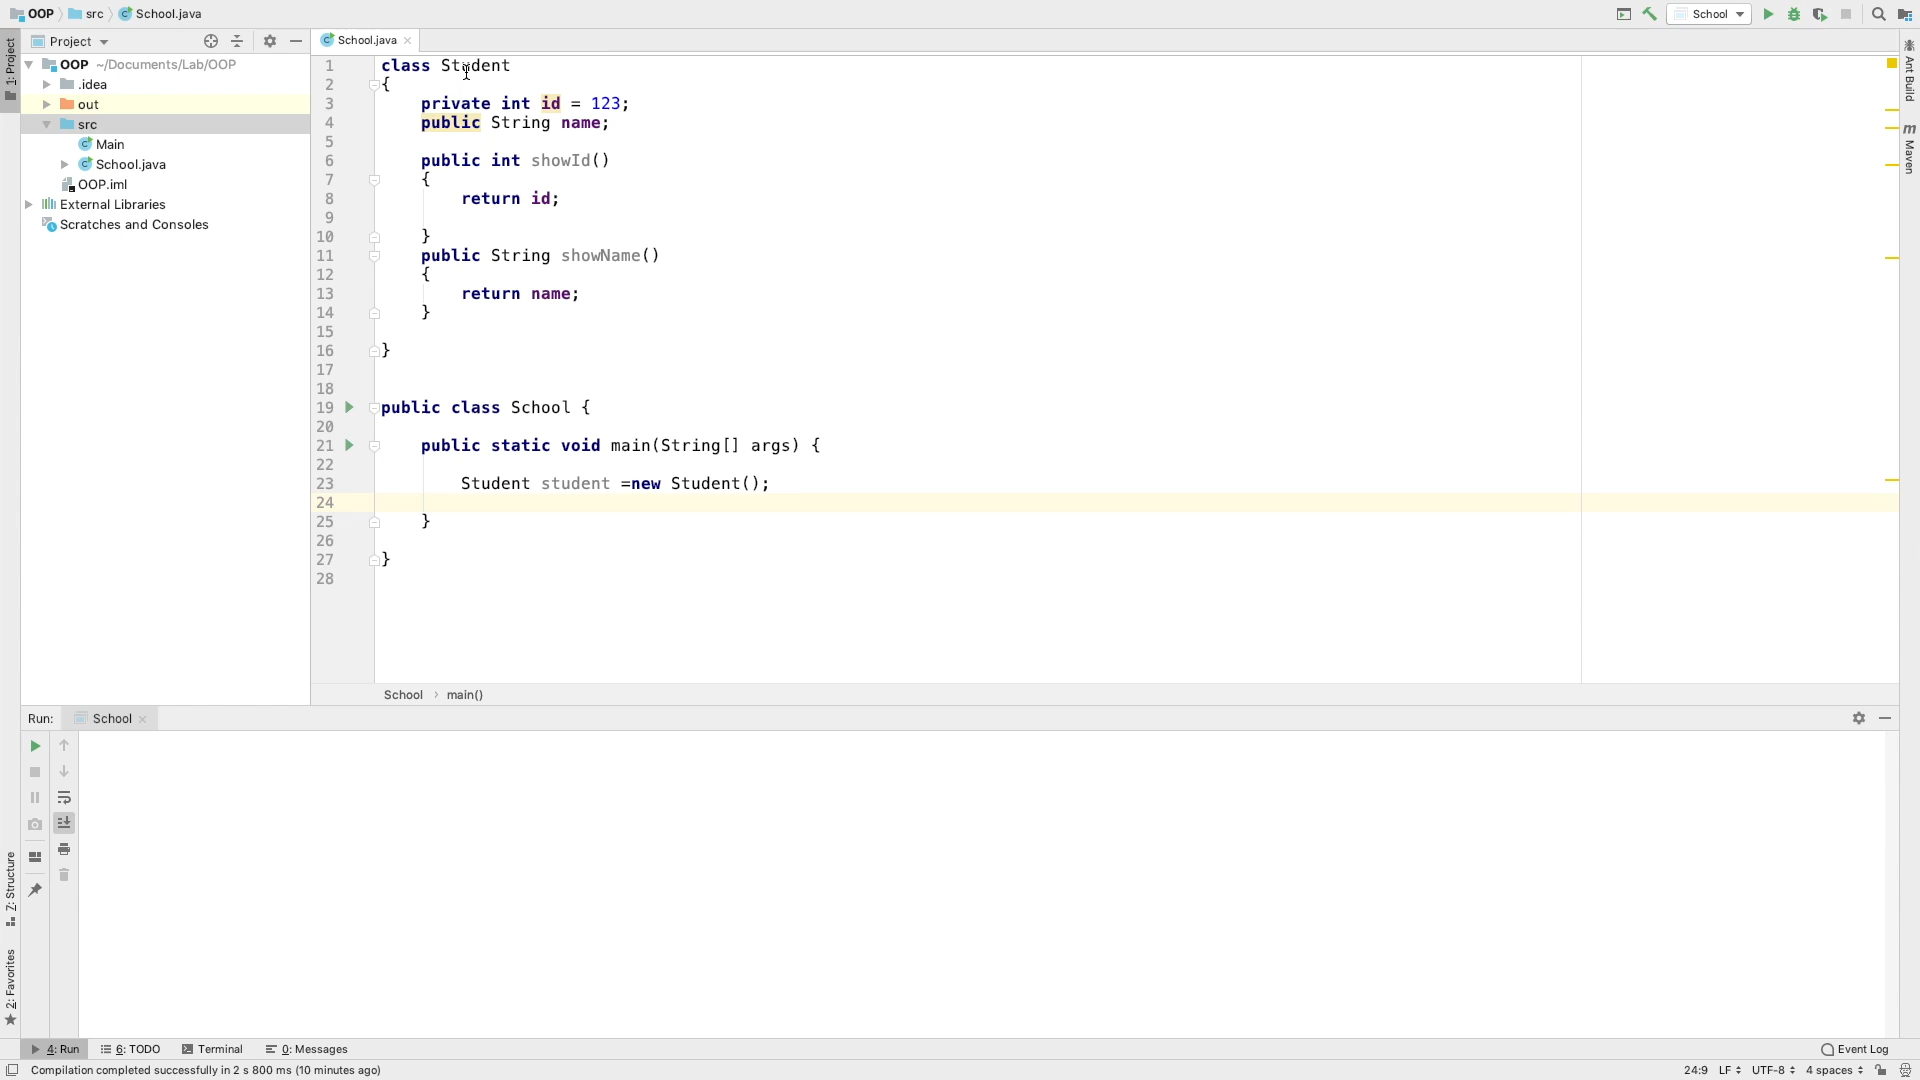 OOP src School.java School
1: Project
Project
School.java
OOP ~/Documents/Lab/OOP
.idea
out
src
Main
School.java
OOP.iml
External Libraries
Scratches and Consoles
1 class Student
2 {
3 private int id = 123;
4 public String name;
5
6 public int showId()
7 {
8 return id;
9
10 }
11 public String showName()
12 {
13 return name;
14 }
15
16 }
17
18
19 public class School {
20
21 public static void main(String[] args) {
22
23 Student student =new Student();
24
25 }
26
27 }
28
School › main()
Ant Build
m Maven
Run: School
Z: Structure
2: Favorites
4: Run 6: TODO Terminal 0: Messages Event Log
Compilation completed successfully in 2 s 800 ms (10 minutes ago) 24:9 LF UTF-8 4 spaces